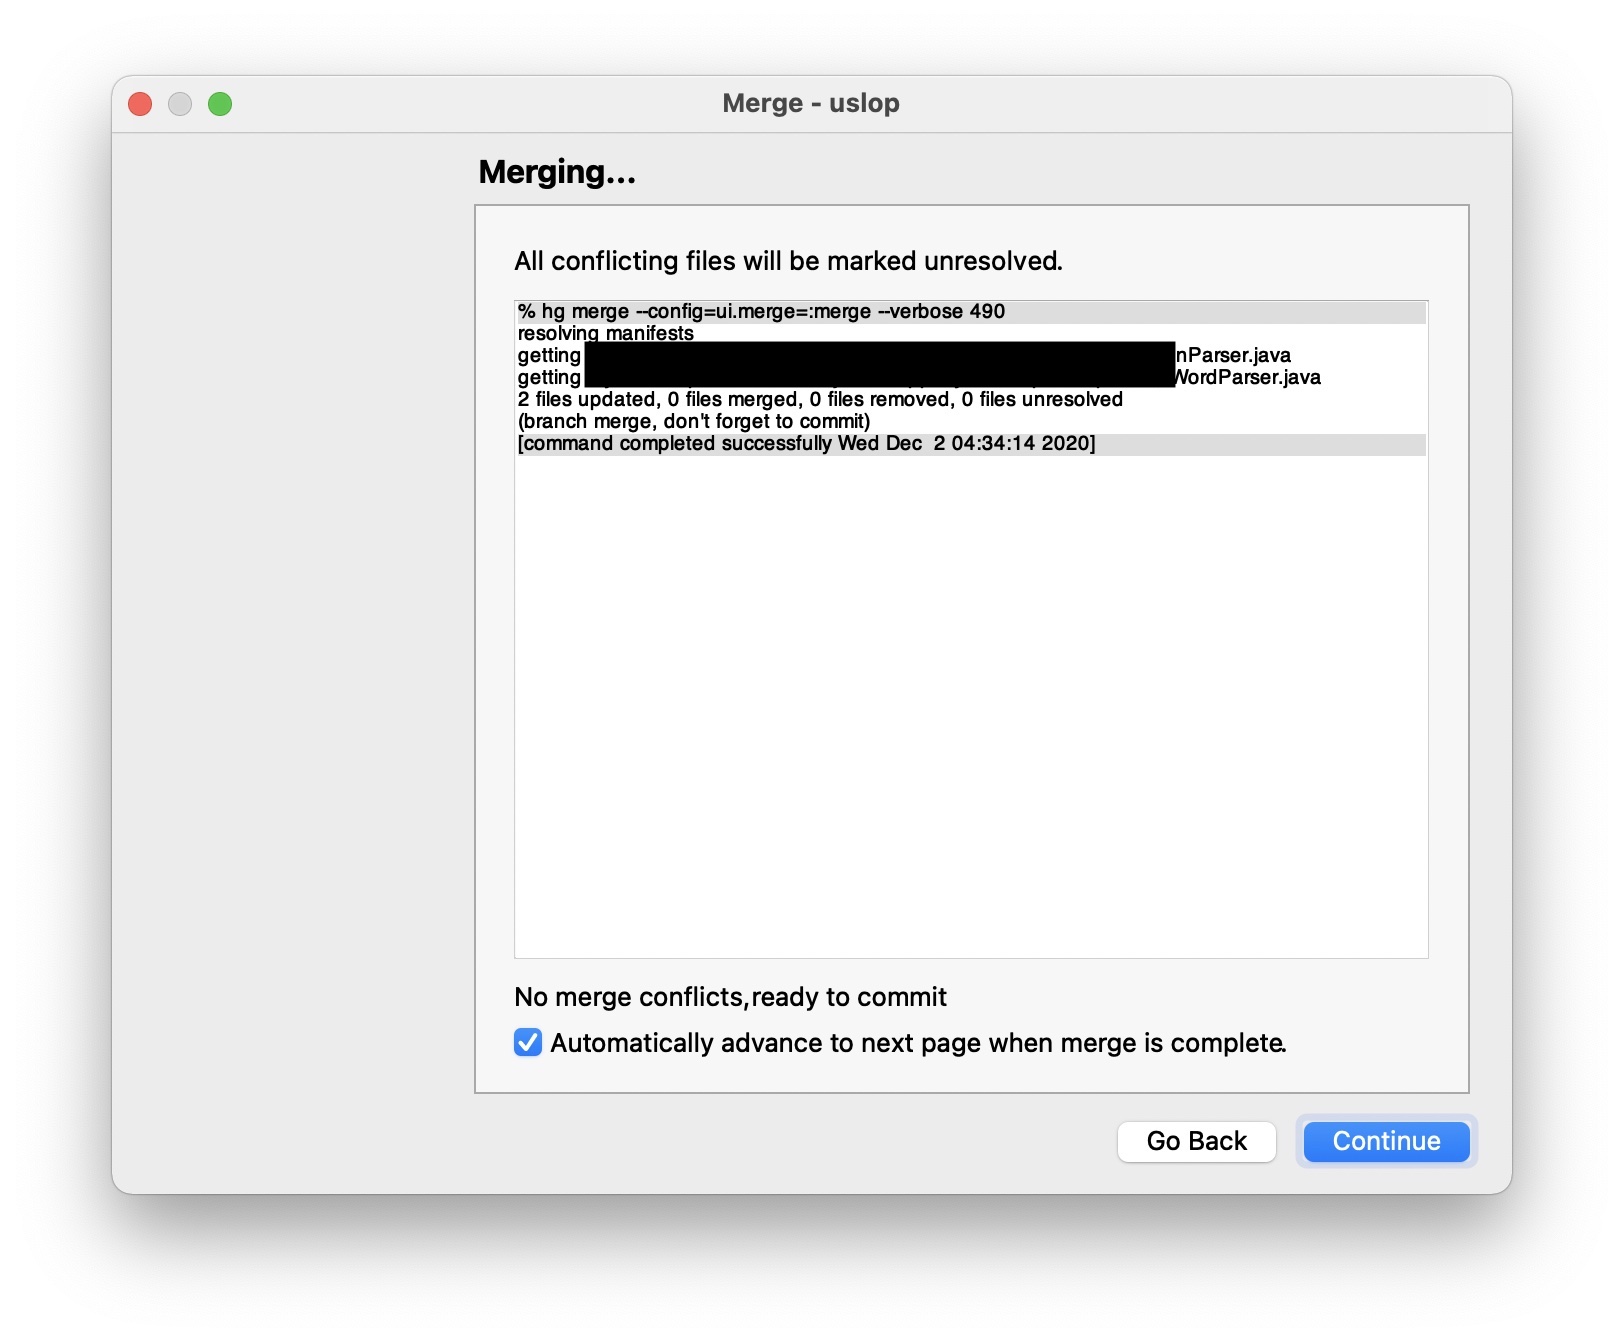 Merge - uslop
Merging...
All conflicting files will be marked unresolved.
% hg merge --config=ui.merge=:merge --verbose 490
resolving manifests
getting nParser.java
getting WordParser.java
2 files updated, 0 files merged, 0 files removed, 0 files unresolved
(branch merge, don't forget to commit)
[command completed successfully Wed Dec  2 04:34:14 2020]
No merge conflicts,ready to commit
Automatically advance to next page when merge is complete.
Go Back
Continue